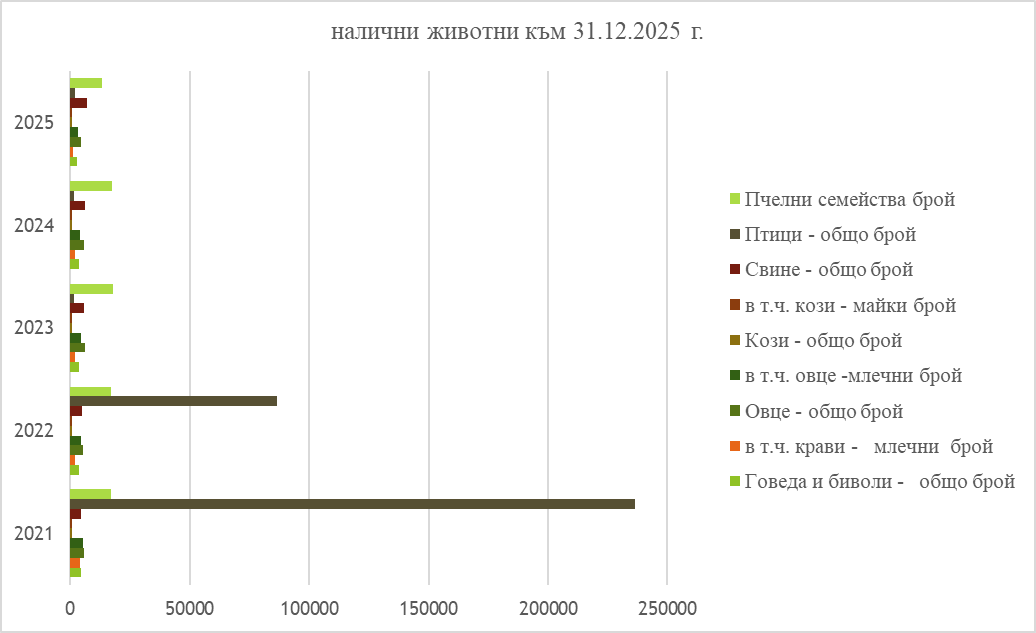 налични животни към 31.12.2025 г.
2025
2024
2023
2022
2021
0 50000 100000 150000 200000 250000
Пчелни семейства брой
Птици - общо брой
Свине - общо брой
в т.ч. кози - майки брой
Кози - общо брой
в т.ч. овце -млечни брой
Овце - общо брой
в т.ч. крави - млечни брой
Говеда и биволи - общо брой